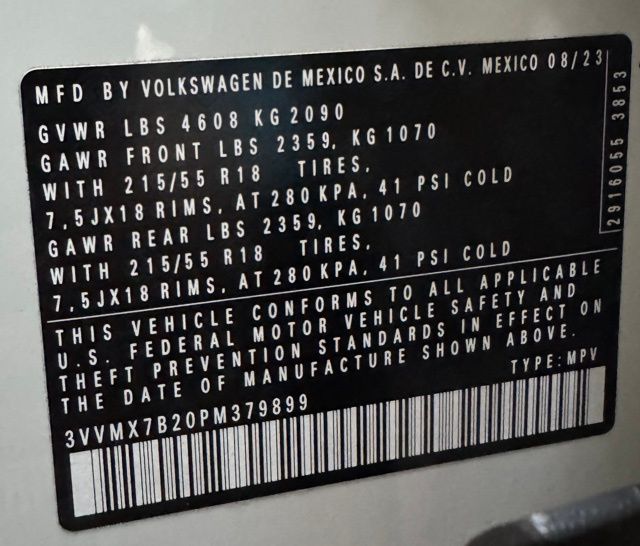 MFD BY VOLKSWAGEN DE MEXICO S.A. DE C.V. MEXICO 08/23
GVWR LBS 4608 KG 2090
GAWR FRONT LBS 2359, KG 1070
WITH 215/55 R18 TIRES,
7,5JX18 RIMS, AT 280 KPA, 41 PSI COLD
GAWR REAR LBS 2359, KG 1070
WITH 215/55 R18 TIRES,
7,5JX18 RIMS, AT 280 KPA, 41 PSI COLD
2916055 3853
THIS VEHICLE CONFORMS TO ALL APPLICABLE
U.S. FEDERAL MOTOR VEHICLE SAFETY AND
THEFT PREVENTION STANDARDS IN EFFECT ON
THE DATE OF MANUFACTURE SHOWN ABOVE.
TYPE: MPV
3VVMX7B20PM379899